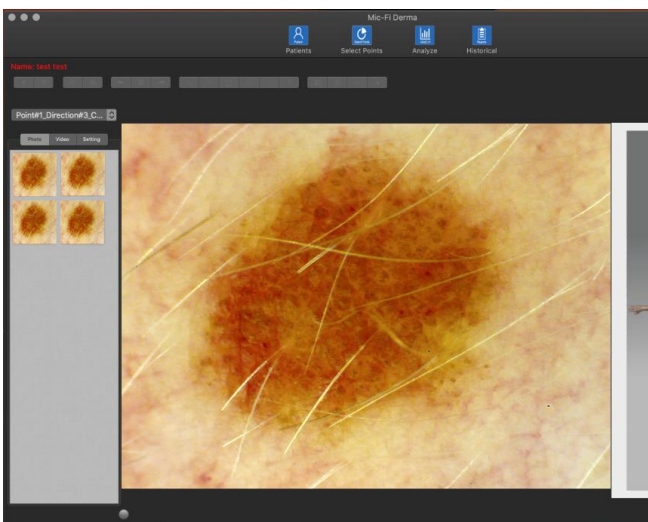 Mic-Fi Derma
Patients Select Points Analyze Historical
Name: test test
Point#1_Direction#3_C...
Photo Video Setting